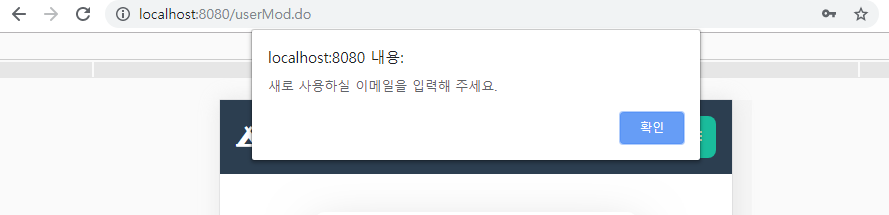 localhost:8080/userMod.do
localhost:8080 내용:
새로 사용하실 이메일을 입력해 주세요.
확인